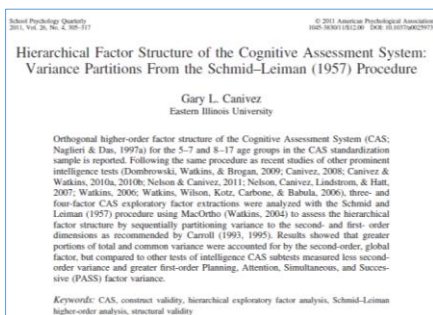 School Psychology Quarterly
2011, Vol. 26, No. 4, 305–317
© 2011 American Psychological Association
1045-3830/11/$12.00 DOI: 10.1037/a0025973
Hierarchical Factor Structure of the Cognitive Assessment System:
Variance Partitions From the Schmid–Leiman (1957) Procedure
Gary L. Canivez
Eastern Illinois University
Orthogonal higher-order factor structure of the Cognitive Assessment System (CAS;
Naglieri & Das, 1997a) for the 5–7 and 8–17 age groups in the CAS standardization
sample is reported. Following the same procedure as recent studies of other prominent
intelligence tests (Dombrowski, Watkins, & Brogan, 2009; Canivez, 2008; Canivez &
Watkins, 2010a, 2010b; Nelson & Canivez, 2011; Nelson, Canivez, Lindstrom, & Hatt,
2007; Watkins, 2006; Watkins, Wilson, Kotz, Carbone, & Babula, 2006), three- and
four-factor CAS exploratory factor extractions were analyzed with the Schmid and
Leiman (1957) procedure using MacOrtho (Watkins, 2004) to assess the hierarchical
factor structure by sequentially partitioning variance to the second- and first- order
dimensions as recommended by Carroll (1993, 1995). Results showed that greater
portions of total and common variance were accounted for by the second-order, global
factor, but compared to other tests of intelligence CAS subtests measured less second-
order variance and greater first-order Planning, Attention, Simultaneous, and Succes-
sive (PASS) factor variance.
Keywords: CAS, construct validity, hierarchical exploratory factor analysis, Schmid–Leiman
higher-order analysis, structural validity